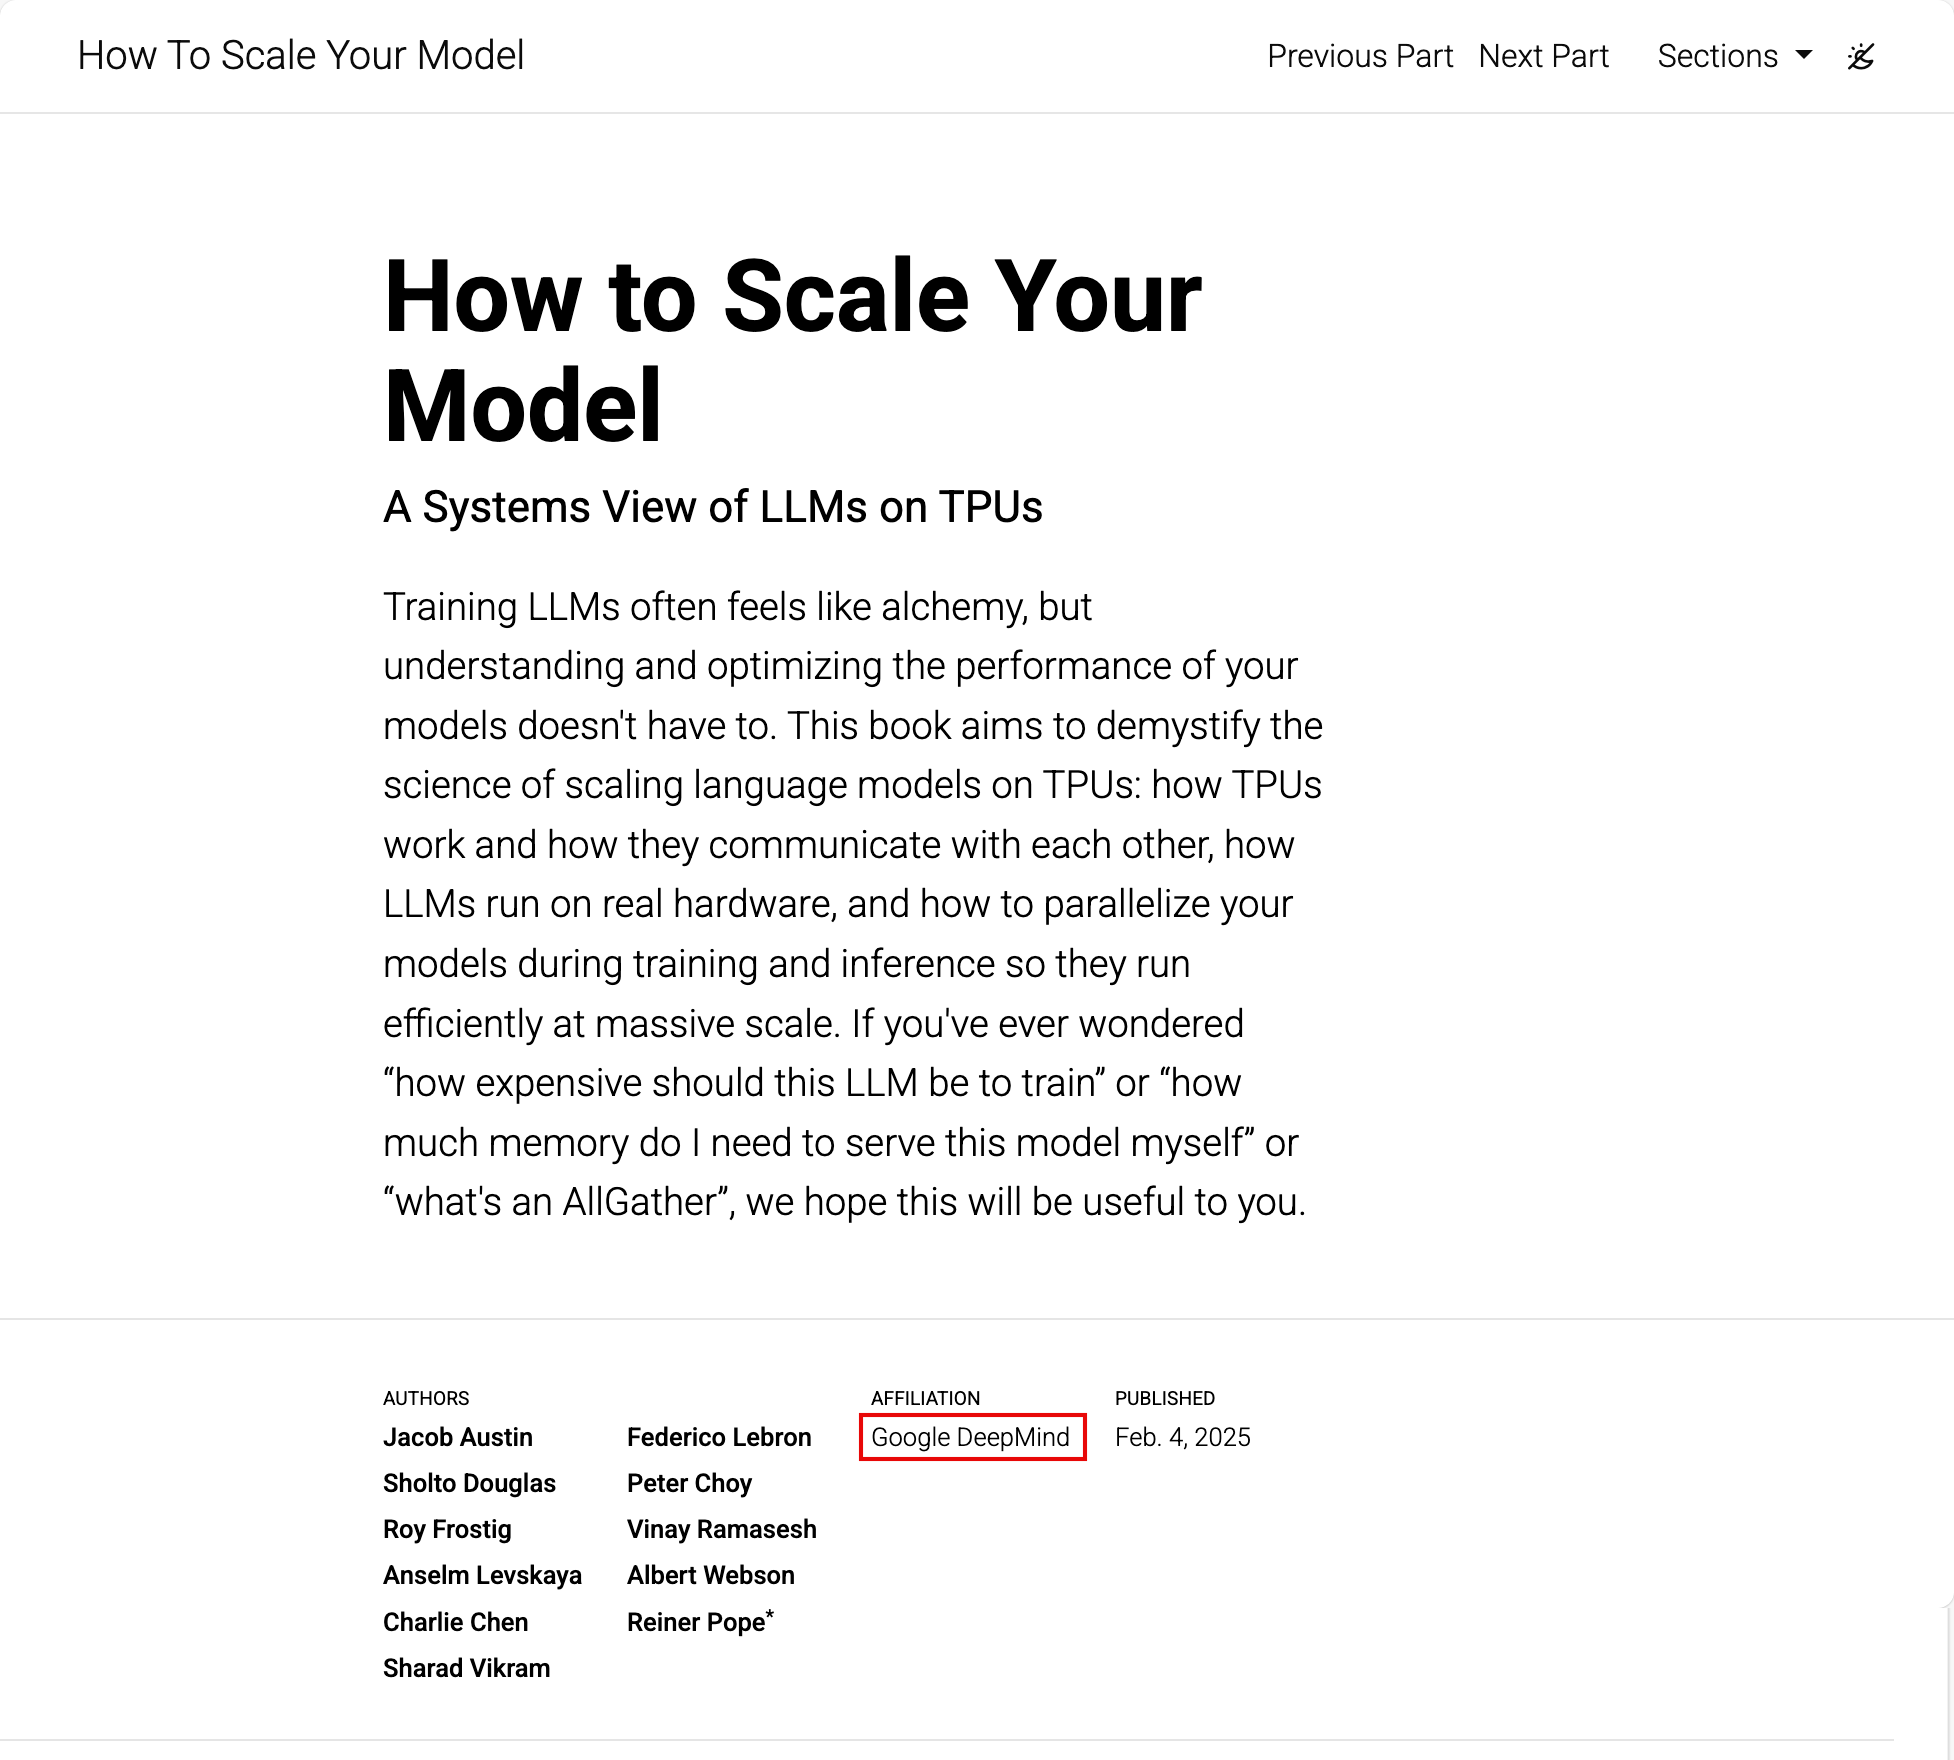 How To Scale Your Model
Previous Part Next Part Sections
How to Scale Your
Model
A Systems View of LLMs on TPUs
Training LLMs often feels like alchemy, but
understanding and optimizing the performance of your
models doesn't have to. This book aims to demystify the
science of scaling language models on TPUs: how TPUs
work and how they communicate with each other, how
LLMs run on real hardware, and how to parallelize your
models during training and inference so they run
efficiently at massive scale. If you've ever wondered
“how expensive should this LLM be to train” or “how
much memory do I need to serve this model myself” or
“what's an AllGather”, we hope this will be useful to you.
AUTHORS
Jacob Austin
Sholto Douglas
Roy Frostig
Anselm Levskaya
Charlie Chen
Sharad Vikram
Federico Lebron
Peter Choy
Vinay Ramasesh
Albert Webson
Reiner Pope*
AFFILIATION
Google DeepMind
PUBLISHED
Feb. 4, 2025